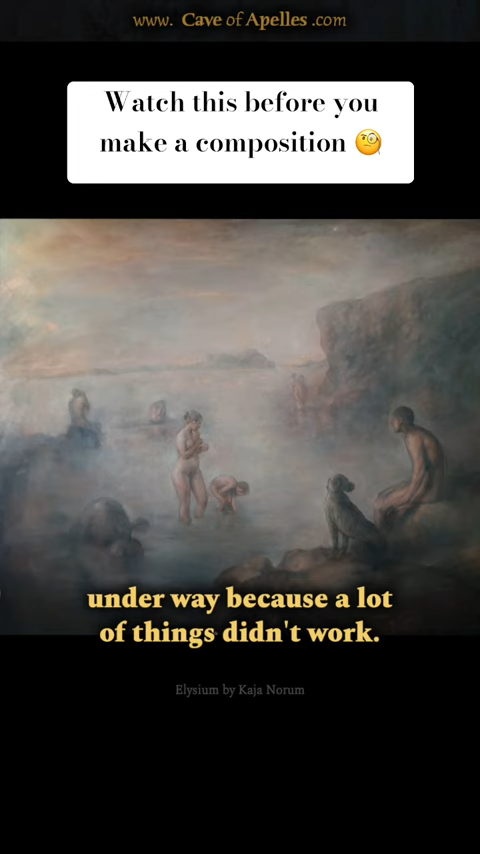 www. Cave of Apelles .com
Watch this before you
make a composition 🧐
under way because a lot
of things didn't work.
Elysium by Kaja Norum